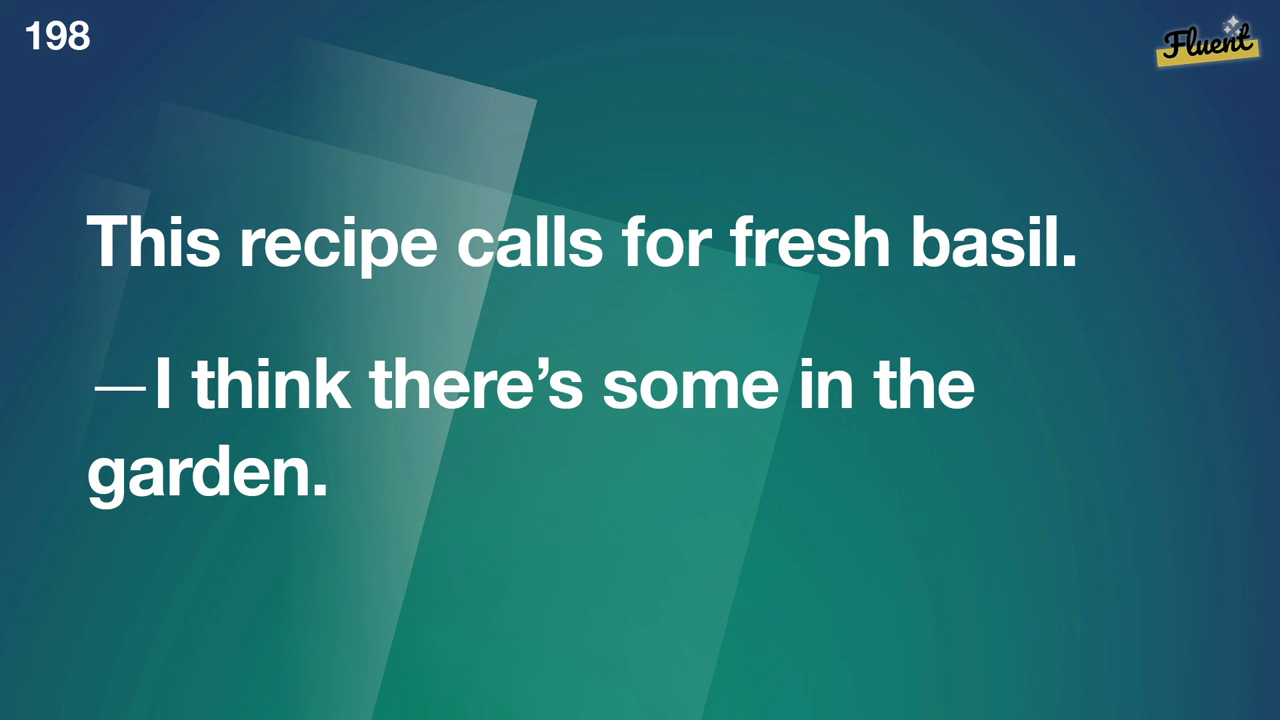 198
Fluent
This recipe calls for fresh basil.
—I think there’s some in the
garden.